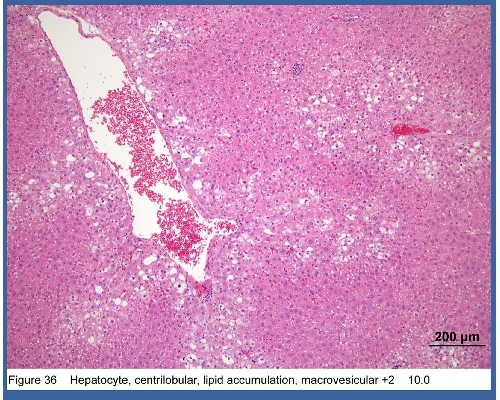 200 µm
Figure 36 Hepatocyte, centrilobular, lipid accumulation, macrovesicular +2 10.0